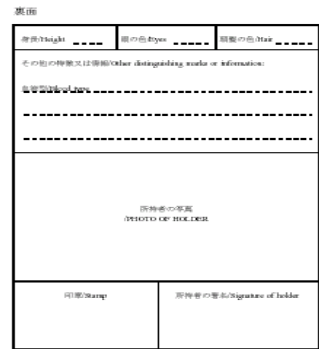 裏面
身長/Height
眼の色/Eyes
頭髪の色/Hair
その他の特徴又は情報/Other distinguishing marks or information:
血液型/Blood type
所持者の写真
/PHOTO OF HOLDER
印章/Stamp
所持者の署名/Signature of holder